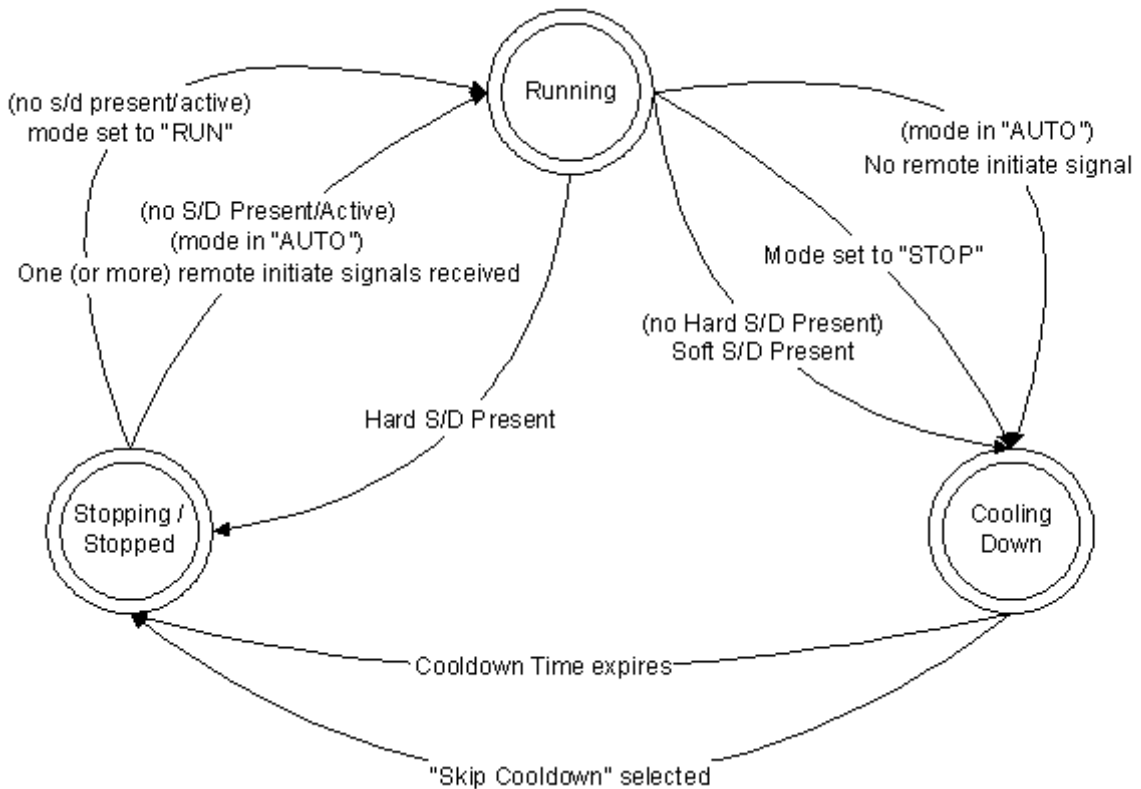 Running
(no s/d present/active)
mode set to "RUN"
(mode in "AUTO")
No remote initiate signal
(no S/D Present/Active)
(mode in "AUTO")
One (or more) remote initiate signals received
Mode set to "STOP"
(no Hard S/D Present)
Soft S/D Present
Hard S/D Present
Stopping /
Stopped
Cooling
Down
Cooldown Time expires
"Skip Cooldown" selected